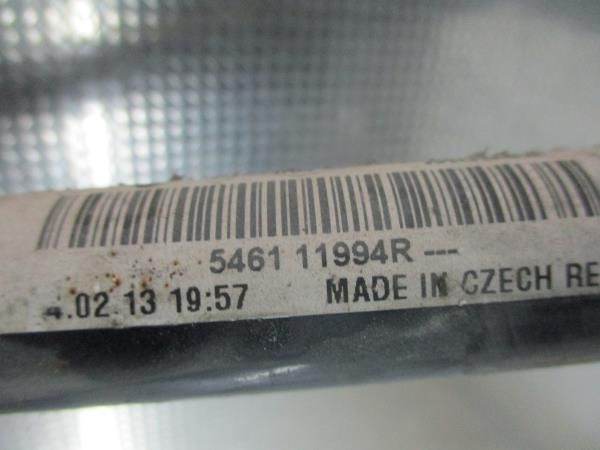 5461 11994R ---
.02.13 19:57 MADE IN CZECH RE